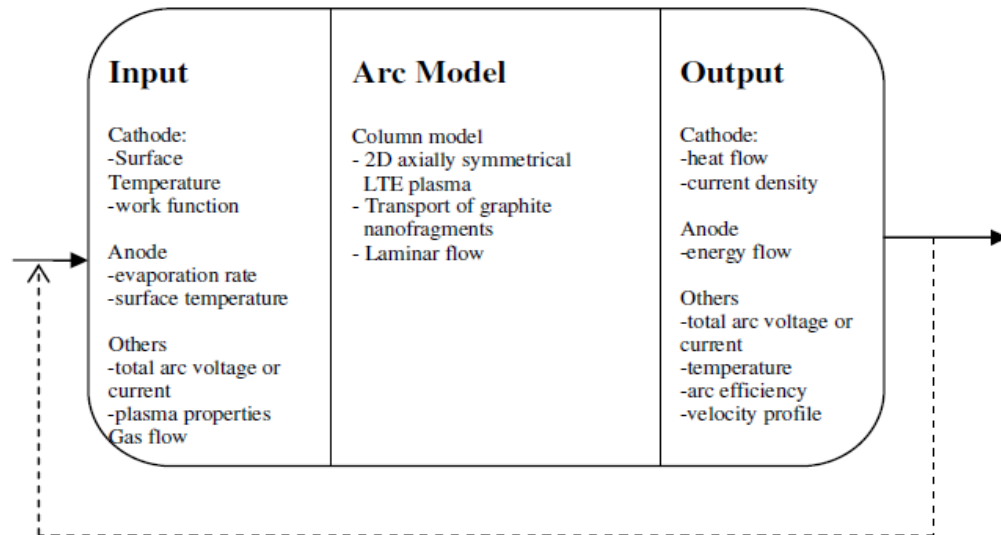 Input
Cathode:
-Surface
Temperature
-work function
Anode
-evaporation rate
-surface temperature
Others
-total arc voltage or
current
-plasma properties
Gas flow
Arc Model
Column model
- 2D axially symmetrical
LTE plasma
- Transport of graphite
nanofragments
- Laminar flow
Output
Cathode:
-heat flow
-current density
Anode
-energy flow
Others
-total arc voltage or
current
-temperature
-arc efficiency
-velocity profile